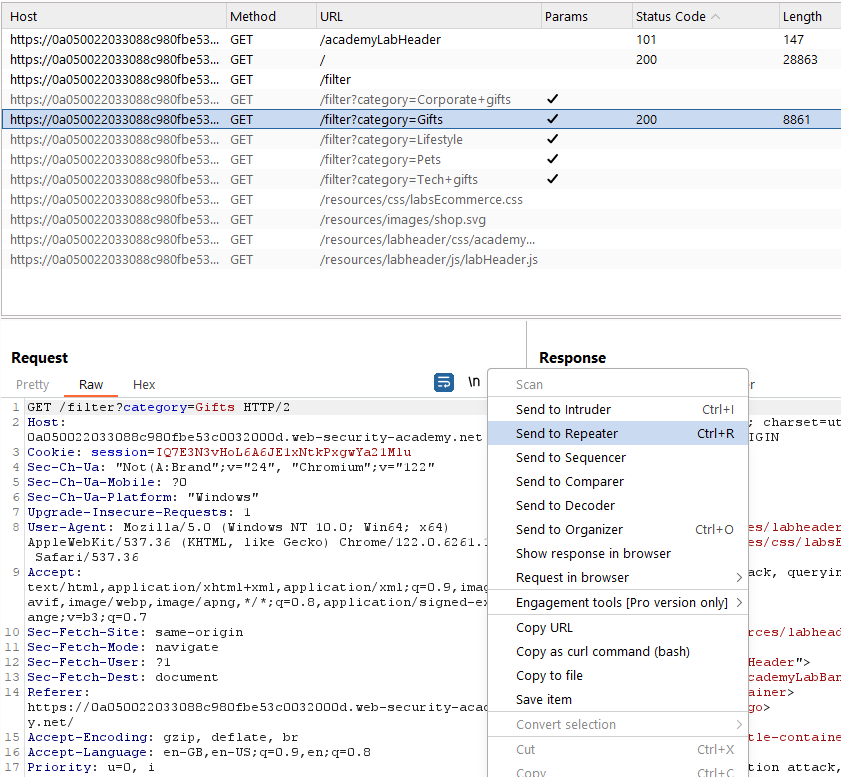 Host Method URL Params Status Code Length
https://0a050022033088c980fbe53... GET /academyLabHeader 101 147
https://0a050022033088c980fbe53... GET / 200 28863
https://0a050022033088c980fbe53... GET /filter
https://0a050022033088c980fbe53... GET /filter?category=Corporate+gifts ✓
https://0a050022033088c980fbe53... GET /filter?category=Gifts ✓ 200 8861
https://0a050022033088c980fbe53... GET /filter?category=Lifestyle ✓
https://0a050022033088c980fbe53... GET /filter?category=Pets ✓
https://0a050022033088c980fbe53... GET /filter?category=Tech+gifts ✓
https://0a050022033088c980fbe53... GET /resources/css/labsEcommerce.css
https://0a050022033088c980fbe53... GET /resources/images/shop.svg
https://0a050022033088c980fbe53... GET /resources/labheader/css/academy...
https://0a050022033088c980fbe53... GET /resources/labheader/js/labHeader.js
Request
Pretty Raw Hex
\n
1 GET /filter?category=Gifts HTTP/2
2 Host:
0a050022033088c980fbe53c0032000d.web-security-academy.net
3 Cookie: session=IQ7E3N3vHoL6A6JE1xNtkPxgwYa21Mlu
4 Sec-Ch-Ua: "Not(A:Brand";v="24", "Chromium";v="122"
5 Sec-Ch-Ua-Mobile: ?0
6 Sec-Ch-Ua-Platform: "Windows"
7 Upgrade-Insecure-Requests: 1
8 User-Agent: Mozilla/5.0 (Windows NT 10.0; Win64; x64)
AppleWebKit/537.36 (KHTML, like Gecko) Chrome/122.0.6261.1
Safari/537.36
9 Accept:
text/html,application/xhtml+xml,application/xml;q=0.9,imag
avif,image/webp,image/apng,*/*;q=0.8,application/signed-ex
ange;v=b3;q=0.7
10 Sec-Fetch-Site: same-origin
11 Sec-Fetch-Mode: navigate
12 Sec-Fetch-User: ?1
13 Sec-Fetch-Dest: document
14 Referer:
https://0a050022033088c980fbe53c0032000d.web-security-acad
y.net/
15 Accept-Encoding: gzip, deflate, br
16 Accept-Language: en-GB,en-US;q=0.9,en;q=0.8
17 Priority: u=0, i
Response
r
; charset=ut
IGIN
es/labheader
es/css/labsE
ack, queryin
rces/labhead
Header">
cademyLabBan
tainer>
go>
tle-containe
tion attack,
Scan
Send to Intruder Ctrl+I
Send to Repeater Ctrl+R
Send to Sequencer
Send to Comparer
Send to Decoder
Send to Organizer Ctrl+O
Show response in browser
Request in browser
Engagement tools [Pro version only]
Copy URL
Copy as curl command (bash)
Copy to file
Save item
Convert selection
Cut Ctrl+X
Copy Ctrl+C